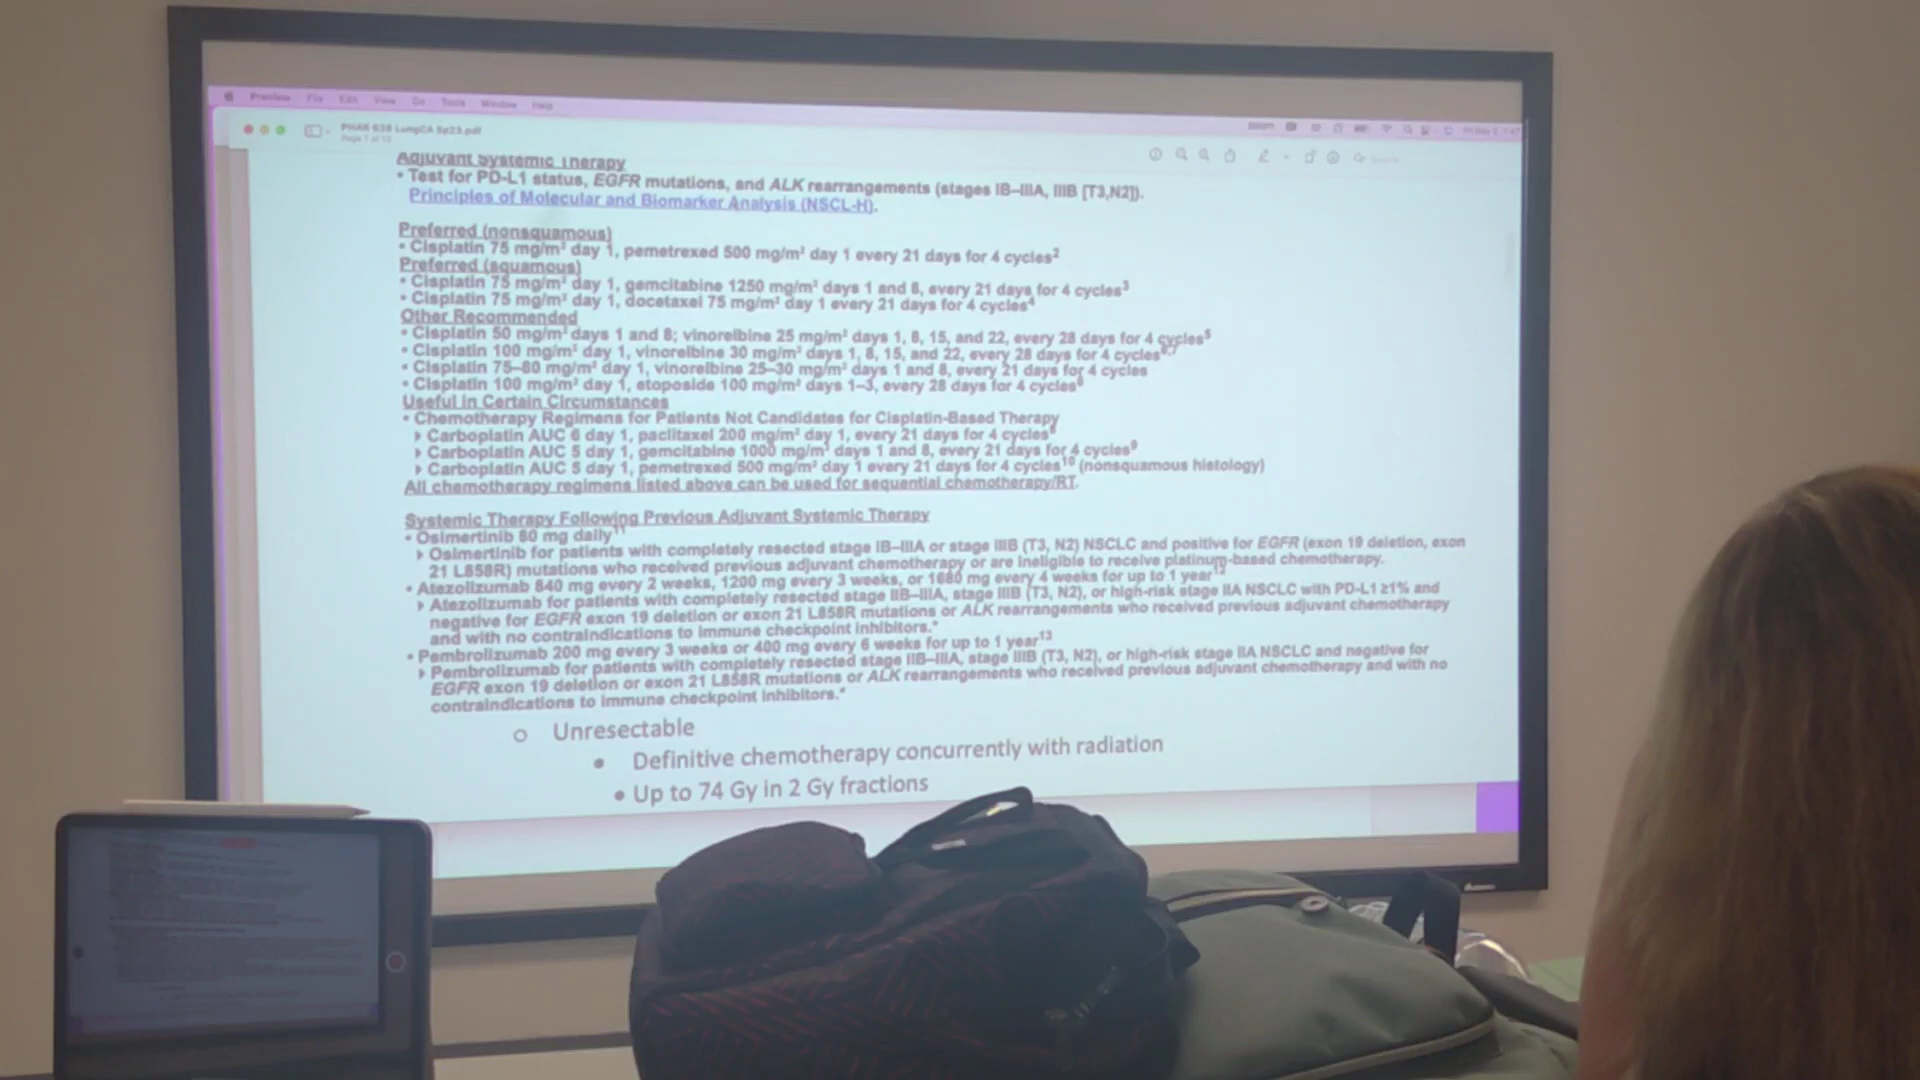 Preview File Edit View Go Tools Window Help
PHAR 638 LungCA Sp23.pdf
Page 7 of 13
Adjuvant Systemic Therapy
• Test for PD-L1 status, EGFR mutations, and ALK rearrangements (stages IB–IIIA, IIIB [T3,N2]).
Principles of Molecular and Biomarker Analysis (NSCL-H).
Preferred (nonsquamous)
• Cisplatin 75 mg/m² day 1, pemetrexed 500 mg/m² day 1 every 21 days for 4 cycles²
Preferred (squamous)
• Cisplatin 75 mg/m² day 1, gemcitabine 1250 mg/m² days 1 and 8, every 21 days for 4 cycles³
• Cisplatin 75 mg/m² day 1, docetaxel 75 mg/m² day 1 every 21 days for 4 cycles⁴
Other Recommended
• Cisplatin 50 mg/m² days 1 and 8; vinorelbine 25 mg/m² days 1, 8, 15, and 22, every 28 days for 4 cycles⁵
• Cisplatin 100 mg/m² day 1, vinorelbine 30 mg/m² days 1, 8, 15, and 22, every 28 days for 4 cycles⁶,⁷
• Cisplatin 75–80 mg/m² day 1, vinorelbine 25–30 mg/m² days 1 and 8, every 21 days for 4 cycles
• Cisplatin 100 mg/m² day 1, etoposide 100 mg/m² days 1–3, every 28 days for 4 cycles⁶
Useful in Certain Circumstances
• Chemotherapy Regimens for Patients Not Candidates for Cisplatin-Based Therapy
Carboplatin AUC 6 day 1, paclitaxel 200 mg/m² day 1, every 21 days for 4 cycles⁸
Carboplatin AUC 5 day 1, gemcitabine 1000 mg/m² days 1 and 8, every 21 days for 4 cycles⁹
Carboplatin AUC 5 day 1, pemetrexed 500 mg/m² day 1 every 21 days for 4 cycles¹⁰ (nonsquamous histology)
All chemotherapy regimens listed above can be used for sequential chemotherapy/RT.
Systemic Therapy Following Previous Adjuvant Systemic Therapy
• Osimertinib 80 mg daily¹¹
Osimertinib for patients with completely resected stage IB–IIIA or stage IIIB (T3, N2) NSCLC and positive for EGFR (exon 19 deletion, exon
21 L858R) mutations who received previous adjuvant chemotherapy or are ineligible to receive platinum-based chemotherapy.
• Atezolizumab 840 mg every 2 weeks, 1200 mg every 3 weeks, or 1680 mg every 4 weeks for up to 1 year¹²
Atezolizumab for patients with completely resected stage IIB–IIIA, stage IIIB (T3, N2), or high-risk stage IIA NSCLC with PD-L1 ≥1% and
negative for EGFR exon 19 deletion or exon 21 L858R mutations or ALK rearrangements who received previous adjuvant chemotherapy
and with no contraindications to immune checkpoint inhibitors.*
• Pembrolizumab 200 mg every 3 weeks or 400 mg every 6 weeks for up to 1 year¹³
Pembrolizumab for patients with completely resected stage IIB–IIIA, stage IIIB (T3, N2), or high-risk stage IIA NSCLC and negative for
EGFR exon 19 deletion or exon 21 L858R mutations or ALK rearrangements who received previous adjuvant chemotherapy and with no
contraindications to immune checkpoint inhibitors.*
○ Unresectable
• Definitive chemotherapy concurrently with radiation
• Up to 74 Gy in 2 Gy fractions